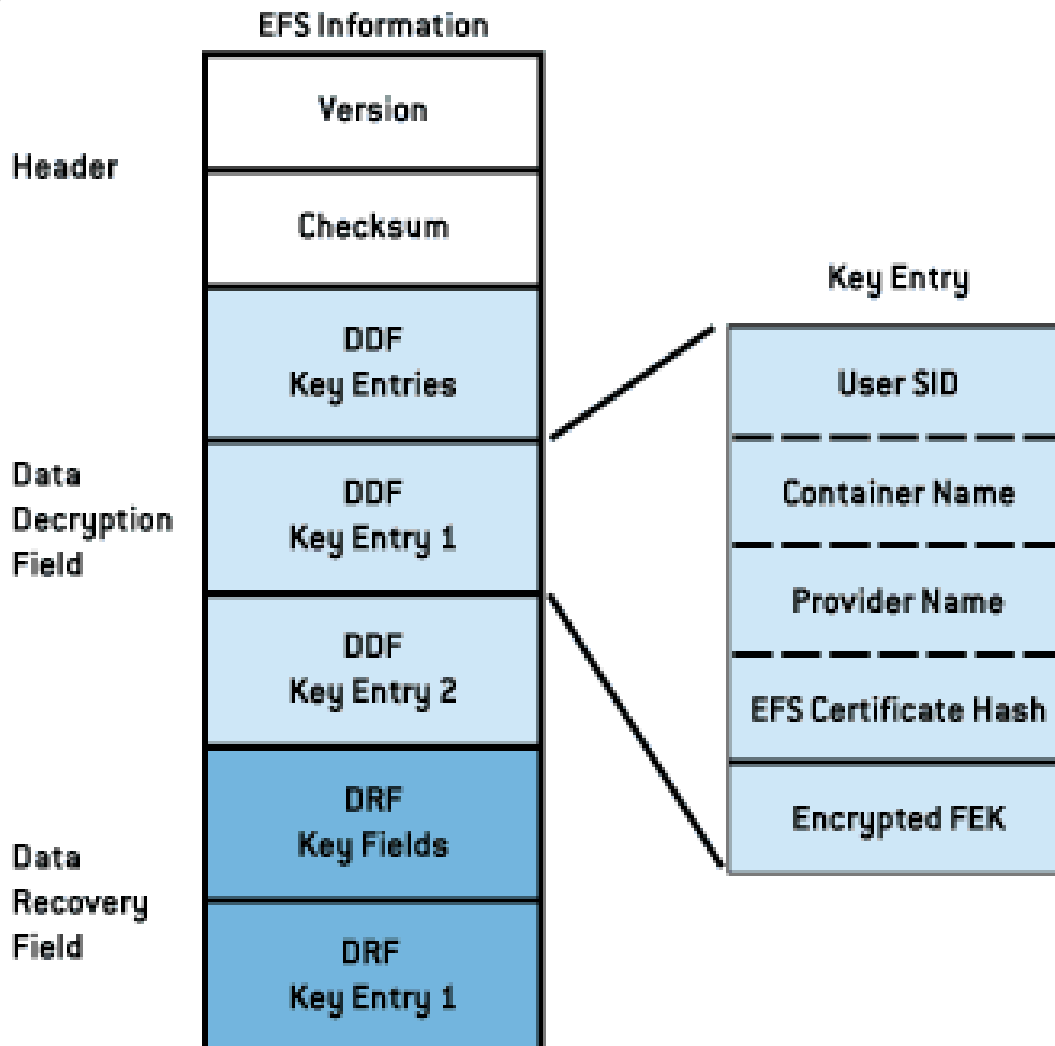 EFS Information
Version
Header
Checksum
DDF
Key Entries
Data
Decryption
Field
DDF
Key Entry 1
DDF
Key Entry 2
Data
Recovery
Field
DRF
Key Fields
DRF
Key Entry 1
Key Entry
User SID
Container Name
Provider Name
EFS Certificate Hash
Encrypted FEK